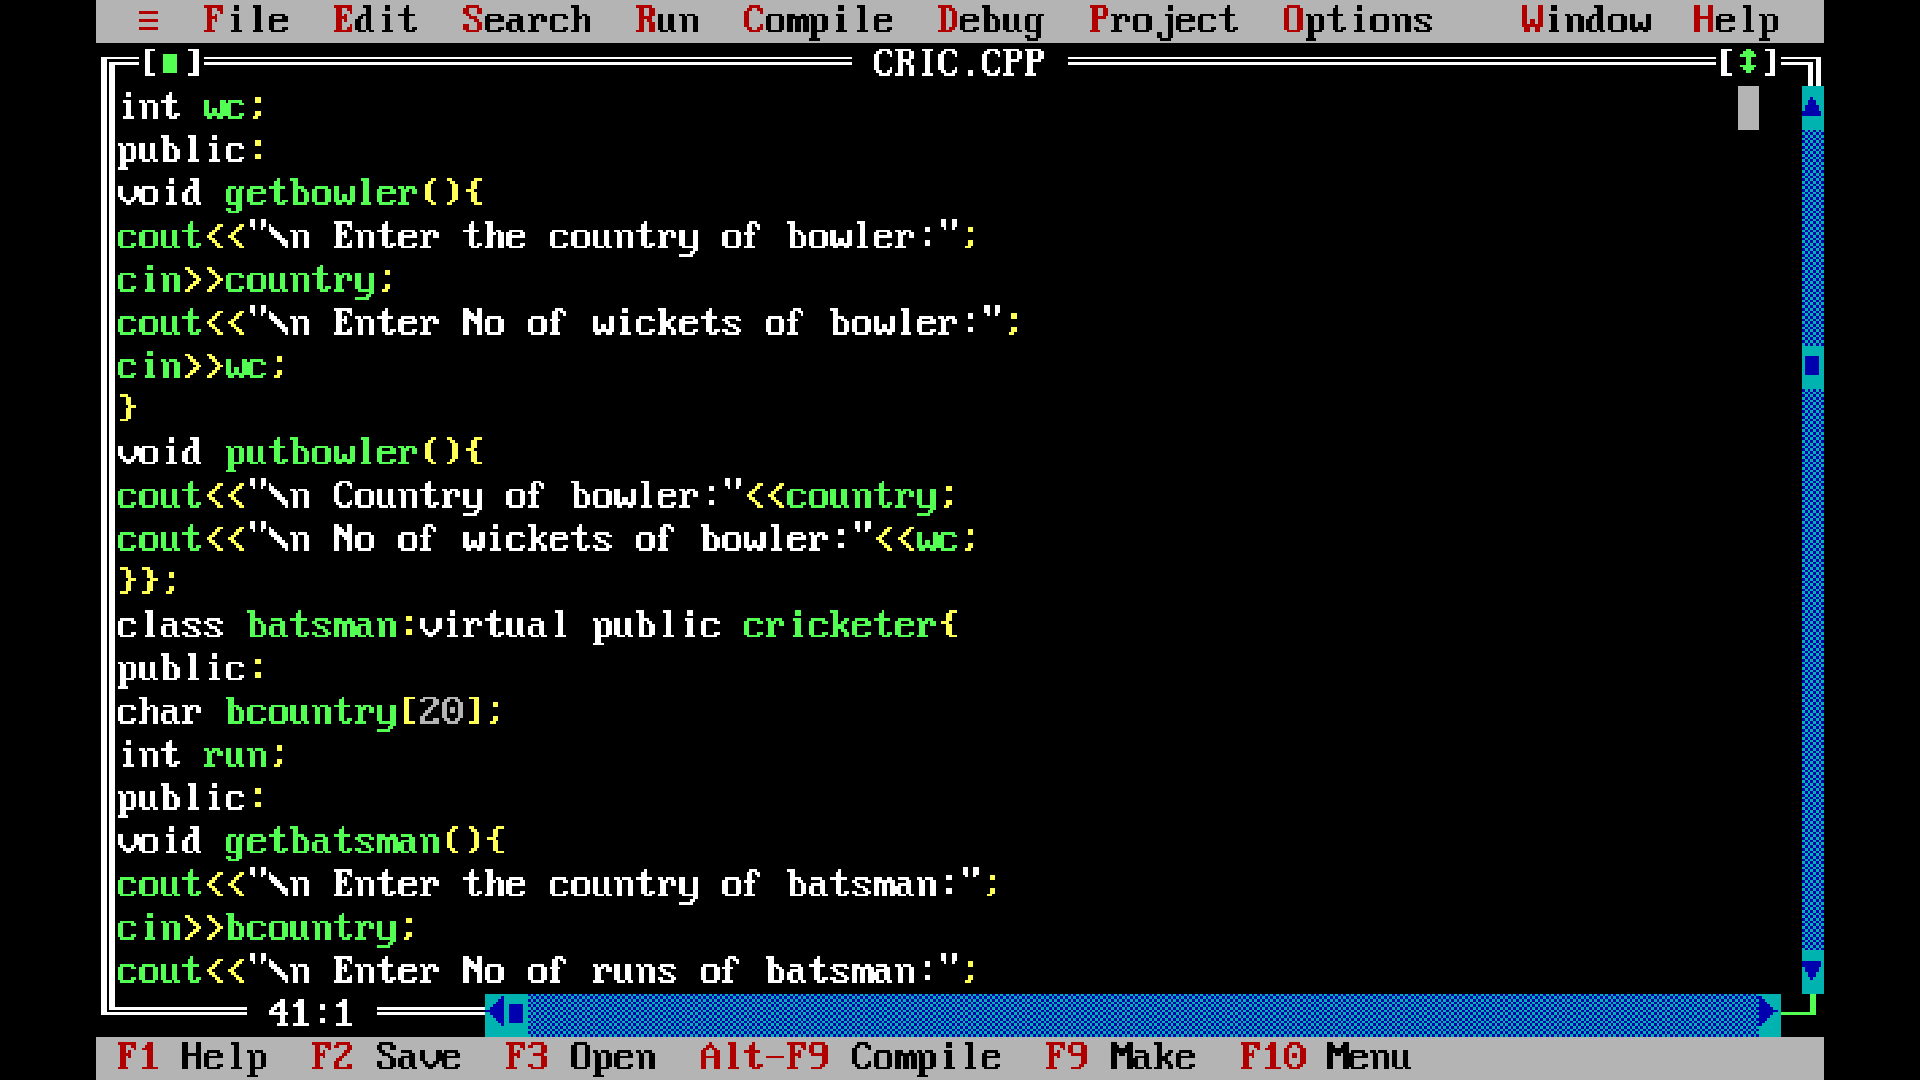 ≡ File Edit Search Run Compile Debug Project Options Window Help
[■] CRIC.CPP [↕]
int wc;
public:
void getbowler(){
cout<<"\n Enter the country of bowler:";
cin>>country;
cout<<"\n Enter No of wickets of bowler:";
cin>>wc;
}
void putbowler(){
cout<<"\n Country of bowler:"<<country;
cout<<"\n No of wickets of bowler:"<<wc;
}};
class batsman:virtual public cricketer{
public:
char bcountry[20];
int run;
public:
void getbatsman(){
cout<<"\n Enter the country of batsman:";
cin>>bcountry;
cout<<"\n Enter No of runs of batsman:";
41:1
F1 Help F2 Save F3 Open Alt-F9 Compile F9 Make F10 Menu